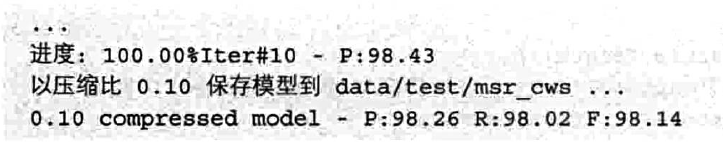 ...
进度: 100.00%Iter#10 - P:98.43
以压缩比 0.10 保存模型到 data/test/msr_cws ...
0.10 compressed model - P:98.26 R:98.02 F:98.14